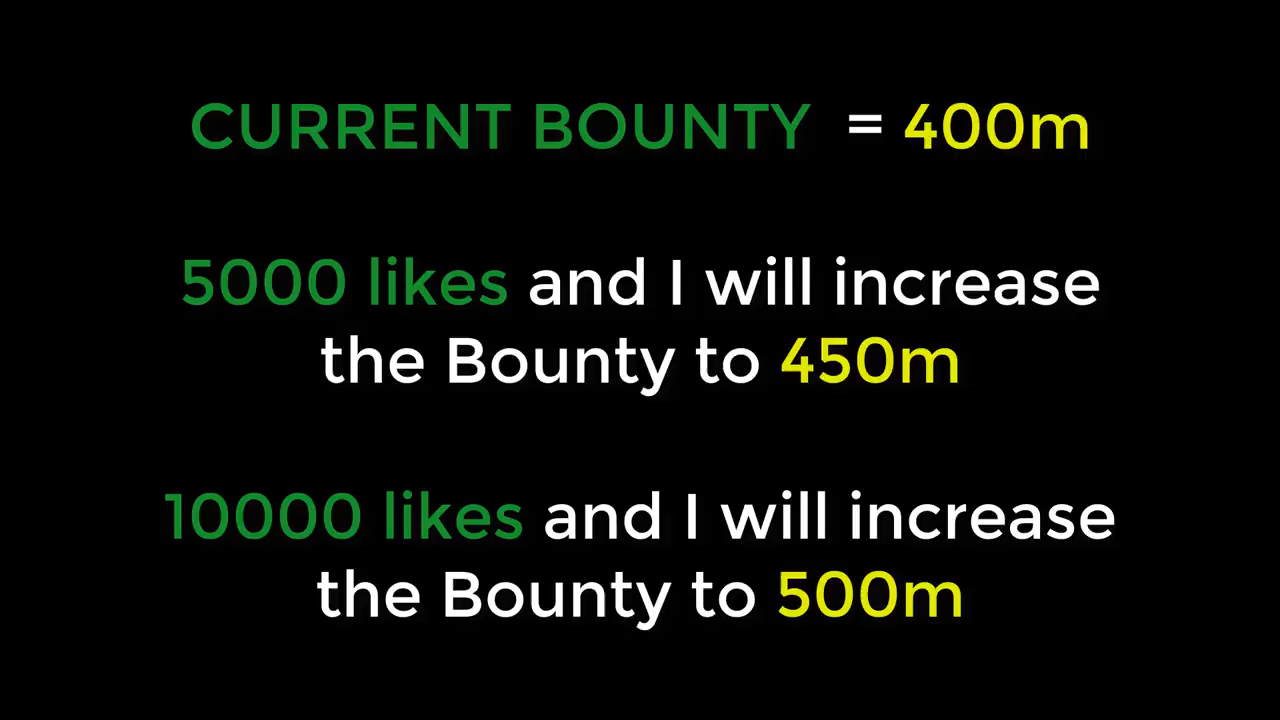 CURRENT BOUNTY = 400m
5000 likes and I will increase
the Bounty to 450m
10000 likes and I will increase
the Bounty to 500m